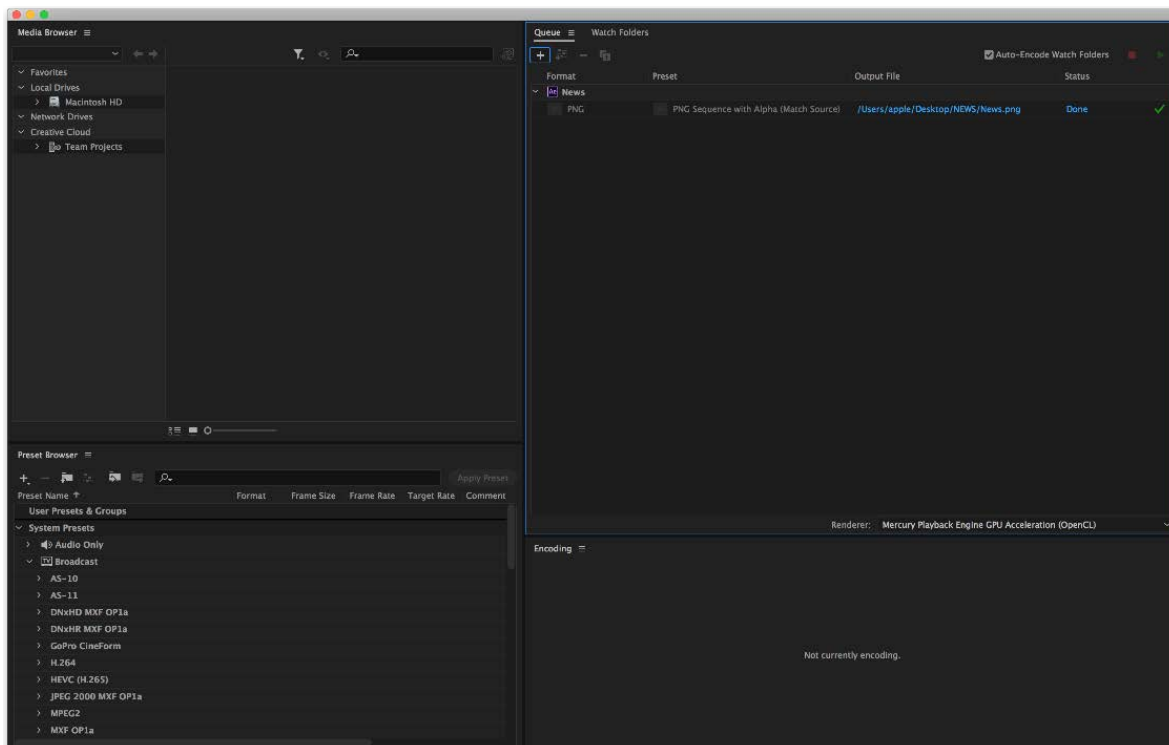 Media Browser
Favorites
Local Drives
Macintosh HD
Network Drives
Creative Cloud
Team Projects
Preset Browser
Apply Preset
Preset Name Format Frame Size Frame Rate Target Rate Comment
User Presets & Groups
System Presets
Audio Only
Broadcast
AS-10
AS-11
DNxHD MXF OP1a
DNxHR MXF OP1a
GoPro CineForm
H.264
HEVC (H.265)
JPEG 2000 MXF OP1a
MPEG2
MXF OP1a
Queue Watch Folders
Auto-Encode Watch Folders
Format Preset Output File Status
Ae News
PNG PNG Sequence with Alpha (Match Source) /Users/apple/Desktop/NEWS/News.png Done
Renderer: Mercury Playback Engine GPU Acceleration (OpenCL)
Encoding
Not currently encoding.